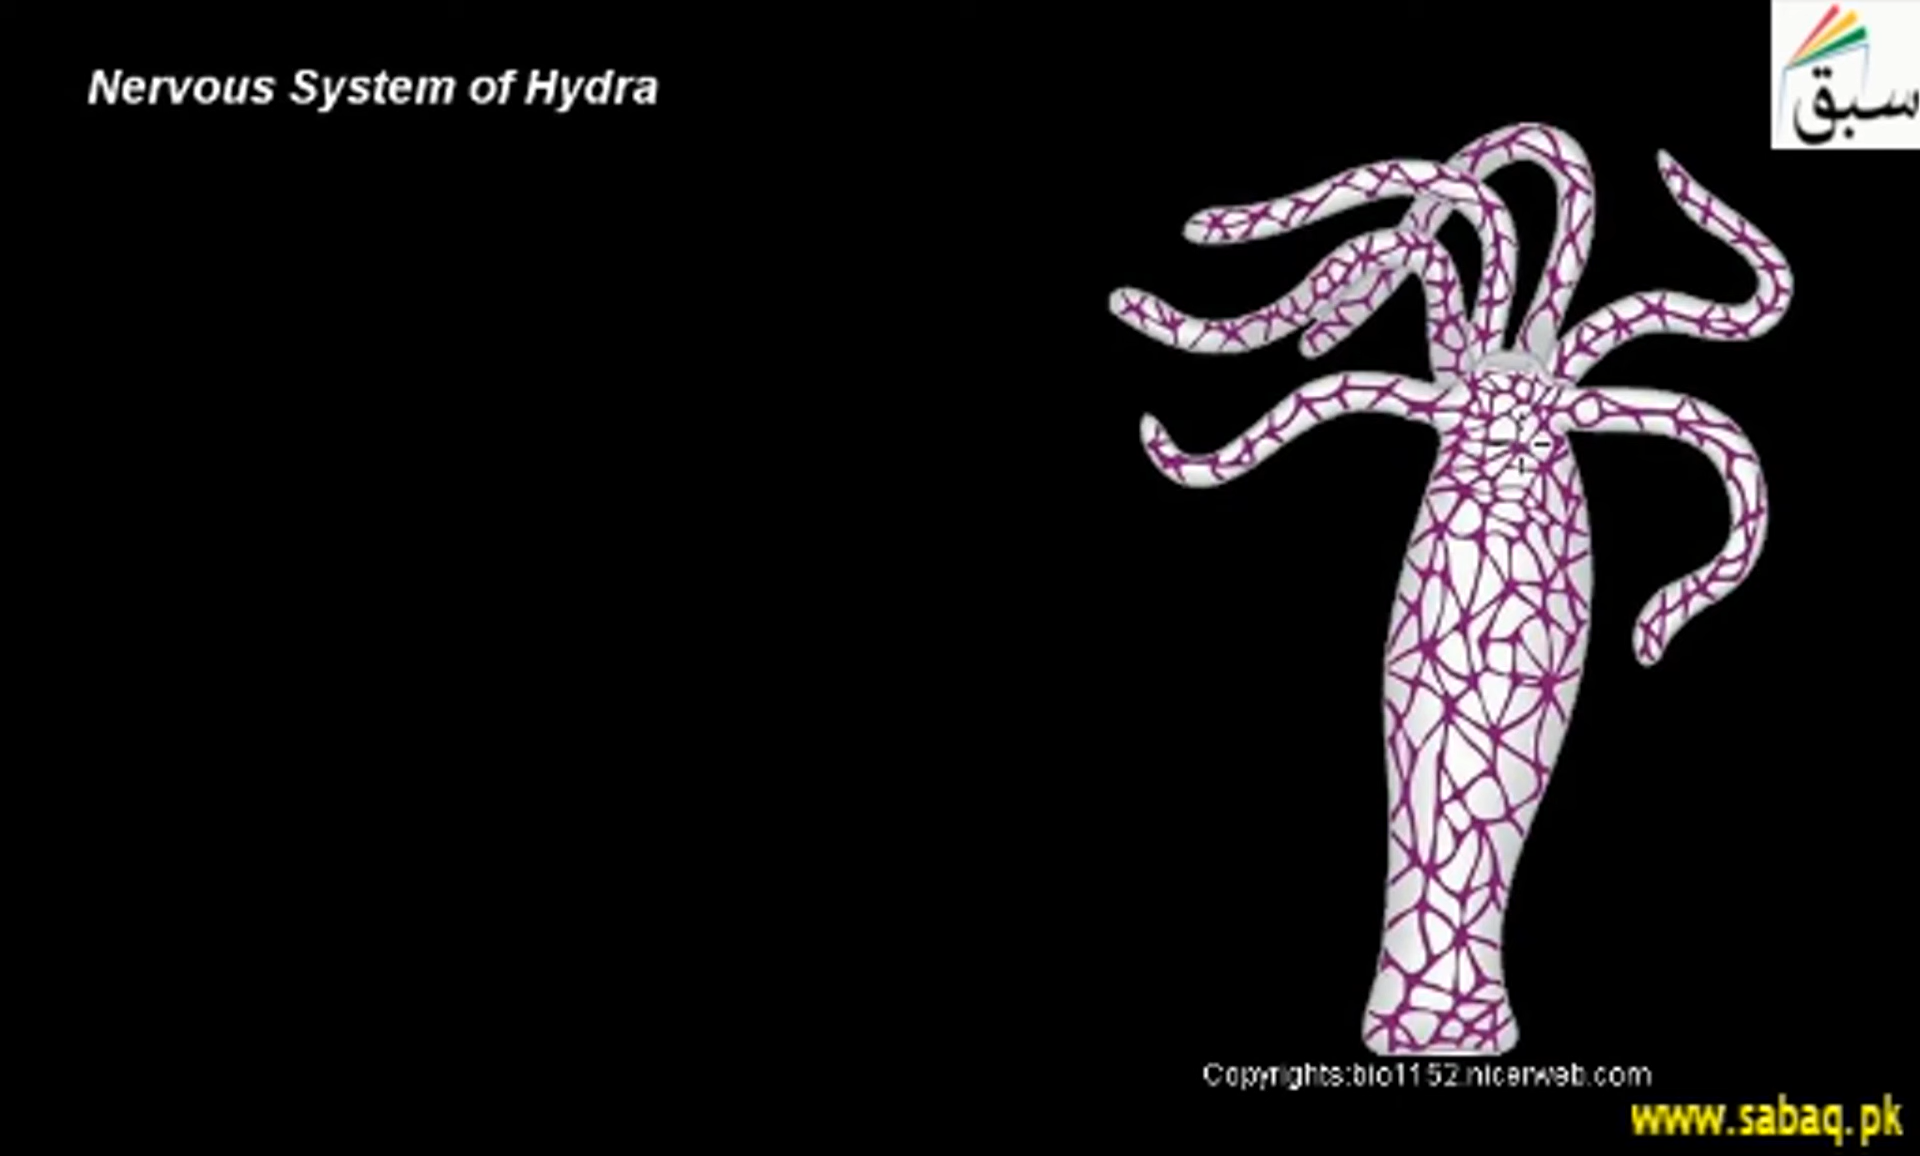 Nervous System of Hydra
سبق
Copyrights:bio1152.nicerweb.com
www.sabaq.pk